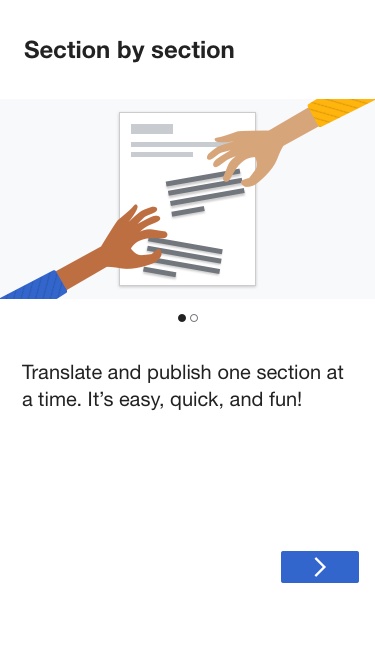 Section by section
Translate and publish one section at
a time. It’s easy, quick, and fun!